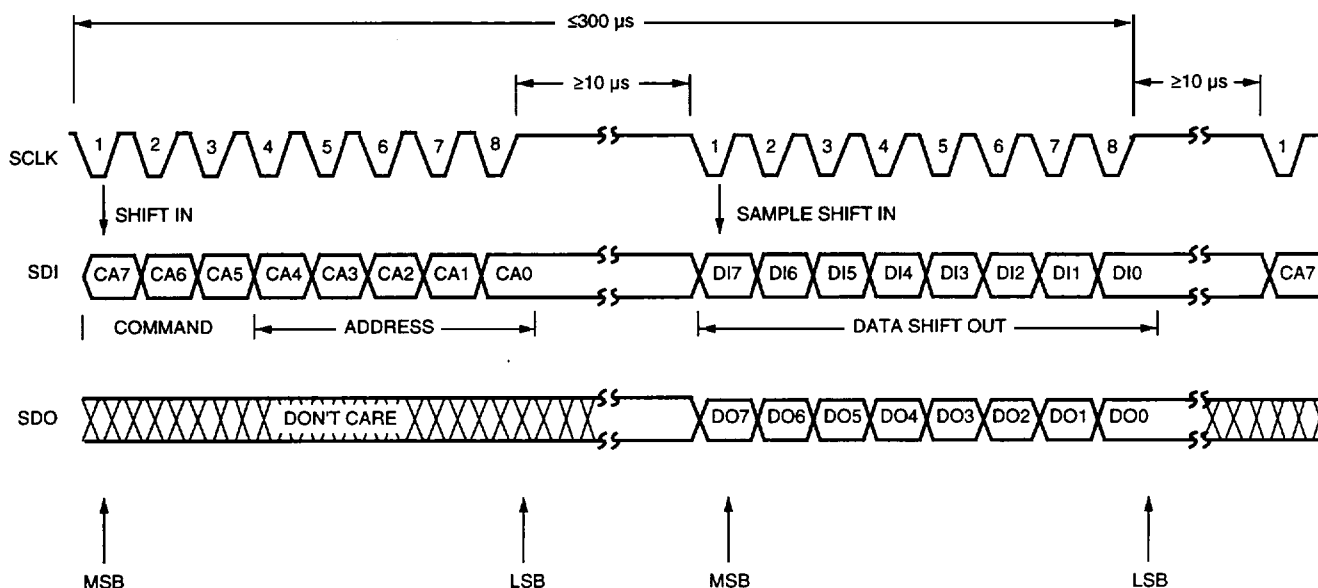 ≤300 µs
≥10 µs ≥10 µs
SCLK 1 2 3 4 5 6 7 8 1 2 3 4 5 6 7 8 1
SHIFT IN SAMPLE SHIFT IN
SDI CA7 CA6 CA5 CA4 CA3 CA2 CA1 CA0 DI7 DI6 DI5 DI4 DI3 DI2 DI1 DI0 CA7
COMMAND ADDRESS DATA SHIFT OUT
SDO DON'T CARE DO7 DO6 DO5 DO4 DO3 DO2 DO1 DO0
MSB LSB MSB LSB